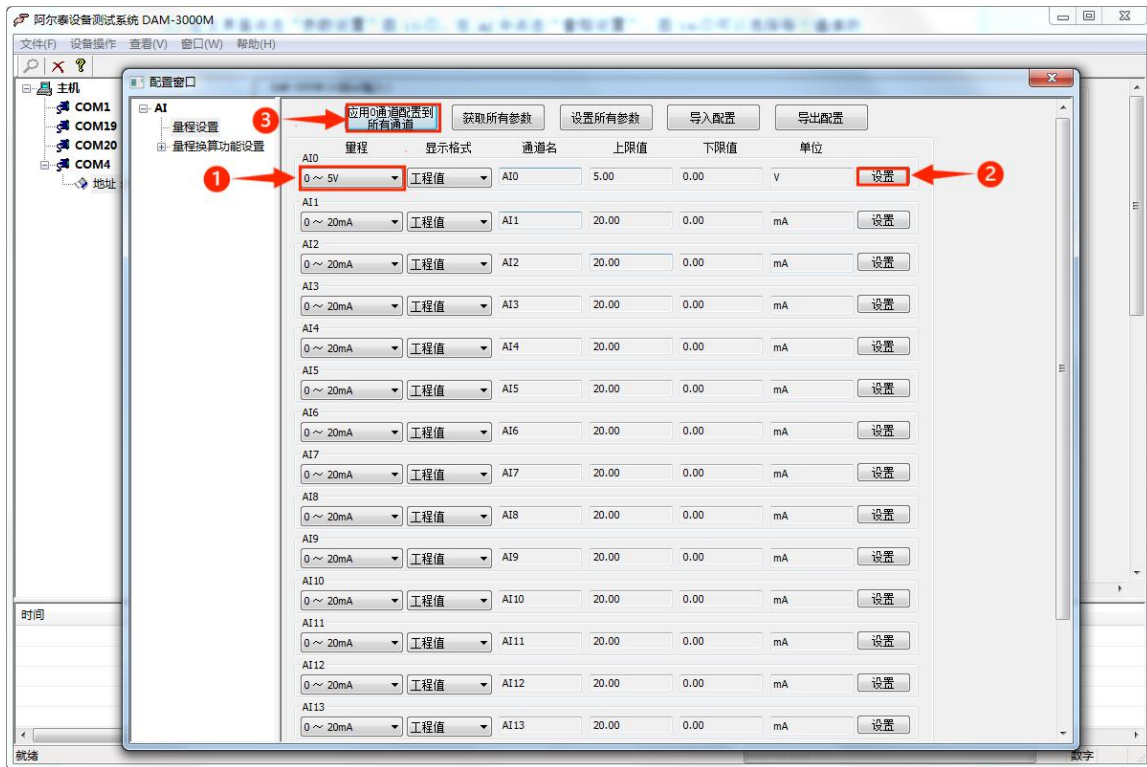 阿尔泰设备测试系统 DAM-3000M
文件(F) 设备操作 查看(V) 窗口(W) 帮助(H)
主机
COM1
COM19
COM20
COM4
地址
配置窗口
AI
量程设置
量程换算功能设置
3
应用0通道配置到
所有通道
获取所有参数 设置所有参数 导入配置 导出配置
量程 显示格式 通道名 上限值 下限值 单位
AI0
1 0 ~ 5V 工程值 AI0 5.00 0.00 V 设置 2
AI1
0 ~ 20mA 工程值 AI1 20.00 0.00 mA 设置
AI2
0 ~ 20mA 工程值 AI2 20.00 0.00 mA 设置
AI3
0 ~ 20mA 工程值 AI3 20.00 0.00 mA 设置
AI4
0 ~ 20mA 工程值 AI4 20.00 0.00 mA 设置
AI5
0 ~ 20mA 工程值 AI5 20.00 0.00 mA 设置
AI6
0 ~ 20mA 工程值 AI6 20.00 0.00 mA 设置
AI7
0 ~ 20mA 工程值 AI7 20.00 0.00 mA 设置
AI8
0 ~ 20mA 工程值 AI8 20.00 0.00 mA 设置
AI9
0 ~ 20mA 工程值 AI9 20.00 0.00 mA 设置
AI10
0 ~ 20mA 工程值 AI10 20.00 0.00 mA 设置
AI11
0 ~ 20mA 工程值 AI11 20.00 0.00 mA 设置
AI12
0 ~ 20mA 工程值 AI12 20.00 0.00 mA 设置
AI13
0 ~ 20mA 工程值 AI13 20.00 0.00 mA 设置
时间
就绪
数字